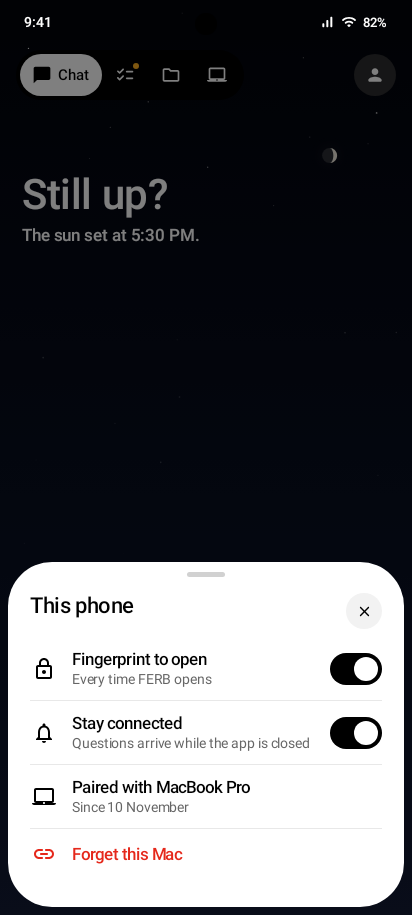 9:41
82%
Chat
Still up?
The sun set at 5:30 PM.
This phone
Fingerprint to open
Every time FERB opens
Stay connected
Questions arrive while the app is closed
Paired with MacBook Pro
Since 10 November
Forget this Mac